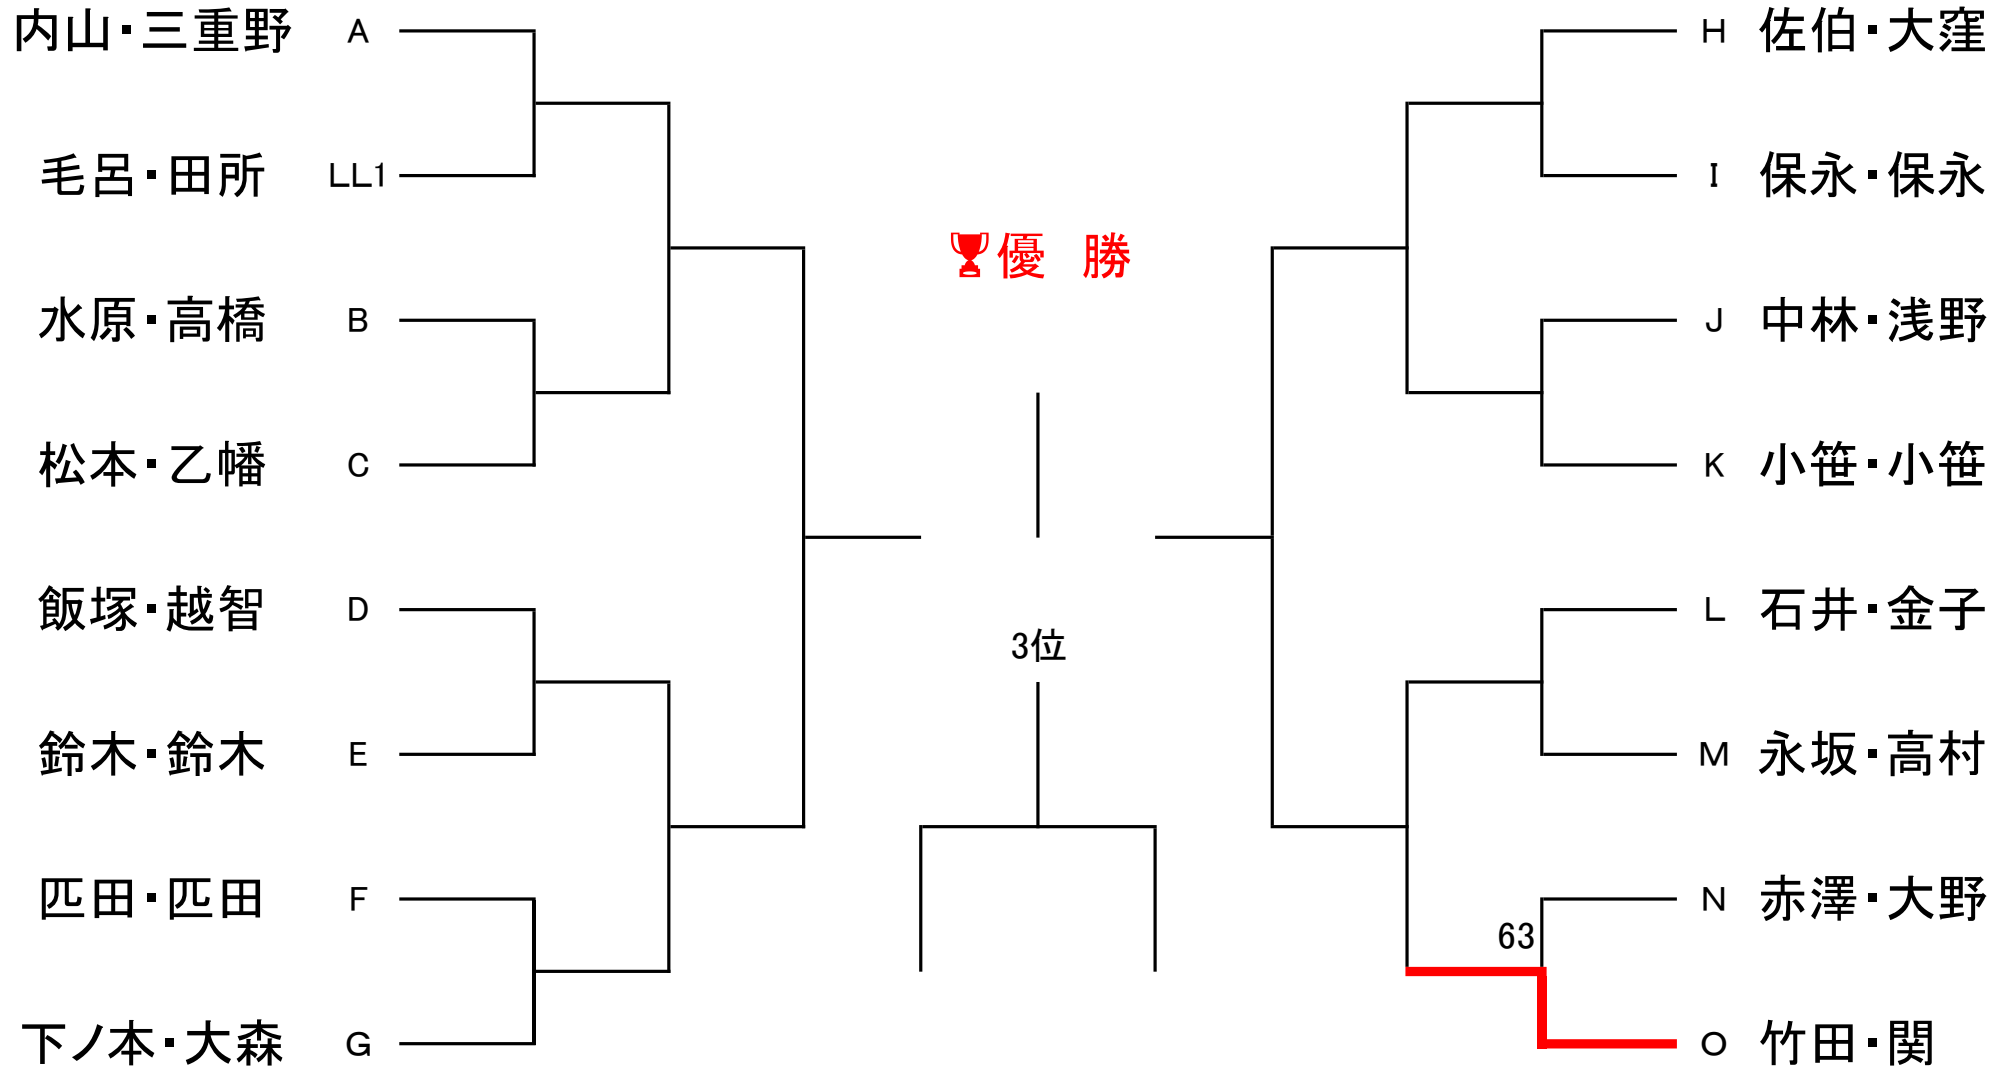 内山・三重野 A
毛呂・田所 LL1
水原・高橋 B
松本・乙幡 C
飯塚・越智 D
鈴木・鈴木 E
匹田・匹田 F
下ノ本・大森 G
優 勝
3位
H 佐伯・大窪
I 保永・保永
J 中林・浅野
K 小笹・小笹
L 石井・金子
M 永坂・高村
N 赤澤・大野
63
O 竹田・関